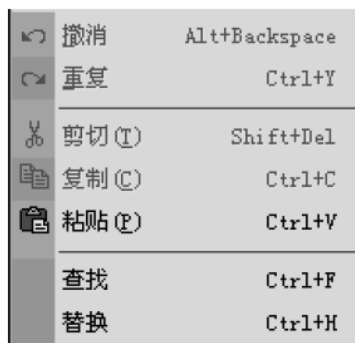 撤消 Alt+Backspace
重复 Ctrl+Y
剪切(T) Shift+Del
复制(C) Ctrl+C
粘贴(P) Ctrl+V
查找 Ctrl+F
替换 Ctrl+H